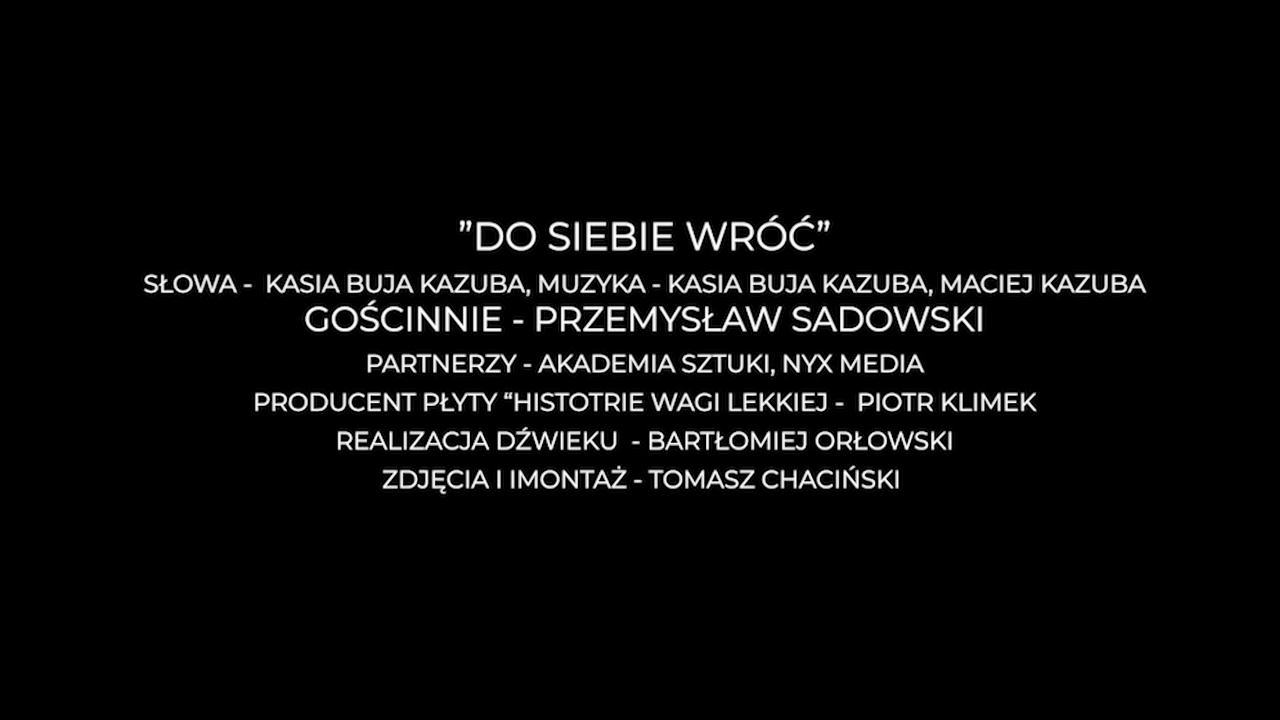 ”DO SIEBIE WRÓĆ”
SŁOWA - KASIA BUJA KAZUBA, MUZYKA - KASIA BUJA KAZUBA, MACIEJ KAZUBA
GOŚCINNIE - PRZEMYSŁAW SADOWSKI
PARTNERZY - AKADEMIA SZTUKI, NYX MEDIA
PRODUCENT PŁYTY “HISTOTRIE WAGI LEKKIEJ - PIOTR KLIMEK
REALIZACJA DŹWIEKU - BARTŁOMIEJ ORŁOWSKI
ZDJĘCIA I IMONTAŻ - TOMASZ CHACIŃSKI